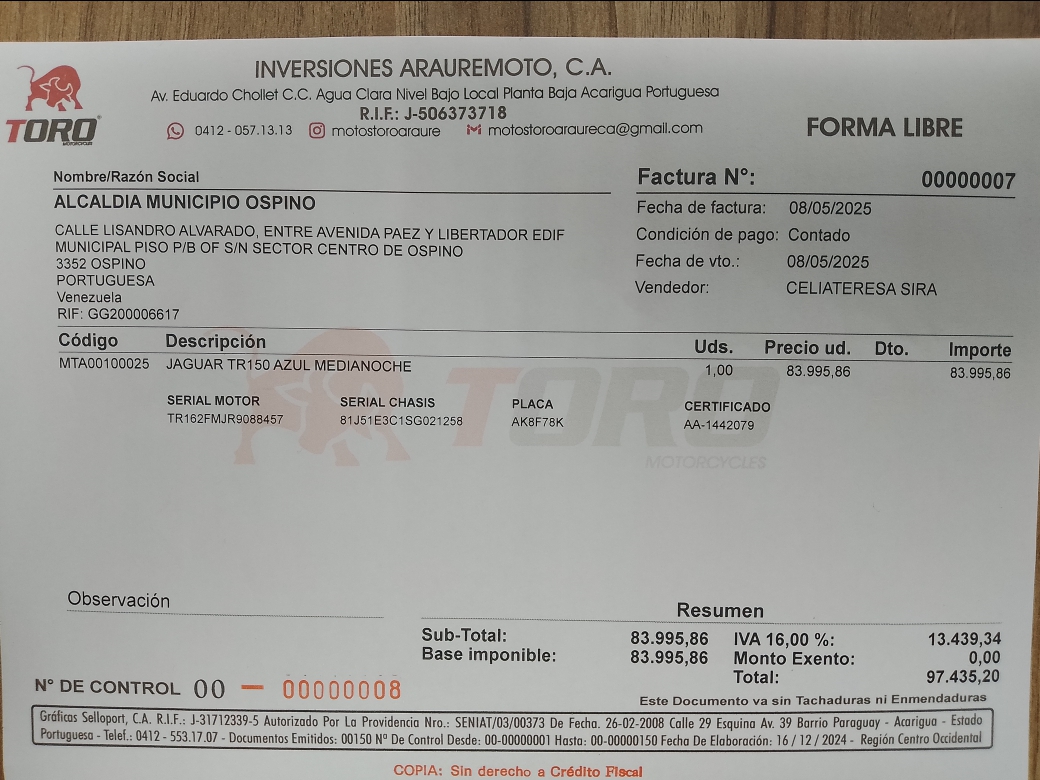 TORO
MOTORCYCLES
INVERSIONES ARAUREMOTO, C.A.
Av. Eduardo Chollet C.C. Agua Clara Nivel Bajo Local Planta Baja Acarigua Portuguesa
R.I.F.: J-506373718
0412 - 057.13.13 motostoroaraure motostoroaraureca@gmail.com
FORMA LIBRE
Nombre/Razón Social
ALCALDIA MUNICIPIO OSPINO
CALLE LISANDRO ALVARADO, ENTRE AVENIDA PAEZ Y LIBERTADOR EDIF
MUNICIPAL PISO P/B OF S/N SECTOR CENTRO DE OSPINO
3352 OSPINO
PORTUGUESA
Venezuela
RIF: GG200006617
Factura N°: 00000007
Fecha de factura: 08/05/2025
Condición de pago: Contado
Fecha de vto.: 08/05/2025
Vendedor: CELIATERESA SIRA
Código Descripción Uds. Precio ud. Dto. Importe
MTA00100025 JAGUAR TR150 AZUL MEDIANOCHE 1,00 83.995,86 83.995,86
SERIAL MOTOR SERIAL CHASIS PLACA CERTIFICADO
TR162FMJR9088457 81J51E3C1SG021258 AK8F78K AA-1442079
TORO
MOTORCYCLES
Observación
Resumen
Sub-Total: 83.995,86 IVA 16,00 %: 13.439,34
Base imponible: 83.995,86 Monto Exento: 0,00
Total: 97.435,20
N° DE CONTROL 00 — 00000008
Este Documento va sin Tachaduras ni Enmendaduras
Gráficas Selloport, C.A. R.I.F.: J-31712339-5 Autorizado Por La Providencia Nro.: SENIAT/03/00373 De Fecha. 26-02-2008 Calle 29 Esquina Av. 39 Barrio Paraguay - Acarigua - Estado
Portuguesa - Telef.: 0412 - 553.17.07 - Documentos Emitidos: 00150 Nº De Control Desde: 00-00000001 Hasta: 00-00000150 Fecha De Elaboración: 16 / 12 / 2024 - Región Centro Occidental
COPIA: Sin derecho a Crédito Fiscal